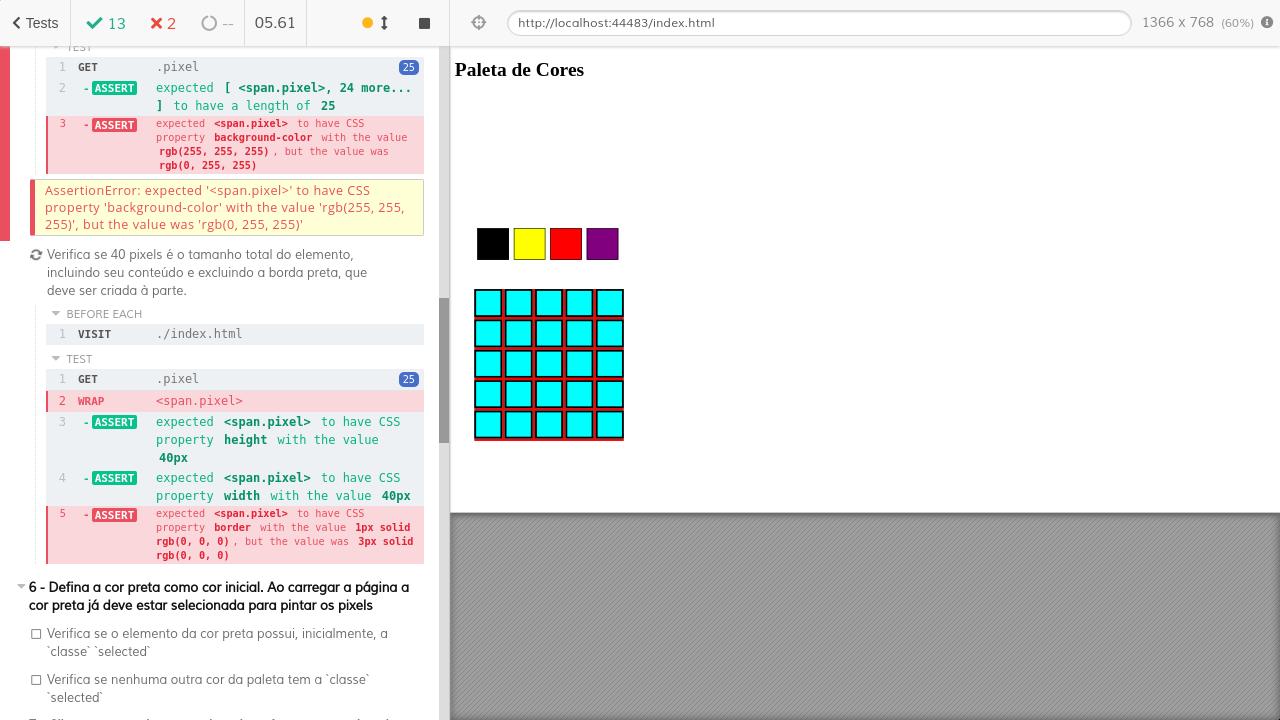 Tests
13
2
--
05.61
http://localhost:44483/index.html
1366 x 768 (60%)
TEST
1 GET .pixel 25
2 -ASSERT expected [ <span.pixel>, 24 more...
] to have a length of 25
3 -ASSERT expected <span.pixel> to have CSS
property background-color with the value
rgb(255, 255, 255), but the value was
rgb(0, 255, 255)
AssertionError: expected '<span.pixel>' to have CSS
property 'background-color' with the value 'rgb(255, 255,
255)', but the value was 'rgb(0, 255, 255)'
Verifica se 40 pixels é o tamanho total do elemento,
incluindo seu conteúdo e excluindo a borda preta, que
deve ser criada à parte.
BEFORE EACH
1 VISIT ./index.html
TEST
1 GET .pixel 25
2 WRAP <span.pixel>
3 -ASSERT expected <span.pixel> to have CSS
property height with the value
40px
4 -ASSERT expected <span.pixel> to have CSS
property width with the value 40px
5 -ASSERT expected <span.pixel> to have CSS
property border with the value 1px solid
rgb(0, 0, 0), but the value was 3px solid
rgb(0, 0, 0)
6 - Defina a cor preta como cor inicial. Ao carregar a página a
cor preta já deve estar selecionada para pintar os pixels
Verifica se o elemento da cor preta possui, inicialmente, a
`classe` `selected`
Verifica se nenhuma outra cor da paleta tem a `classe`
`selected`
Paleta de Cores